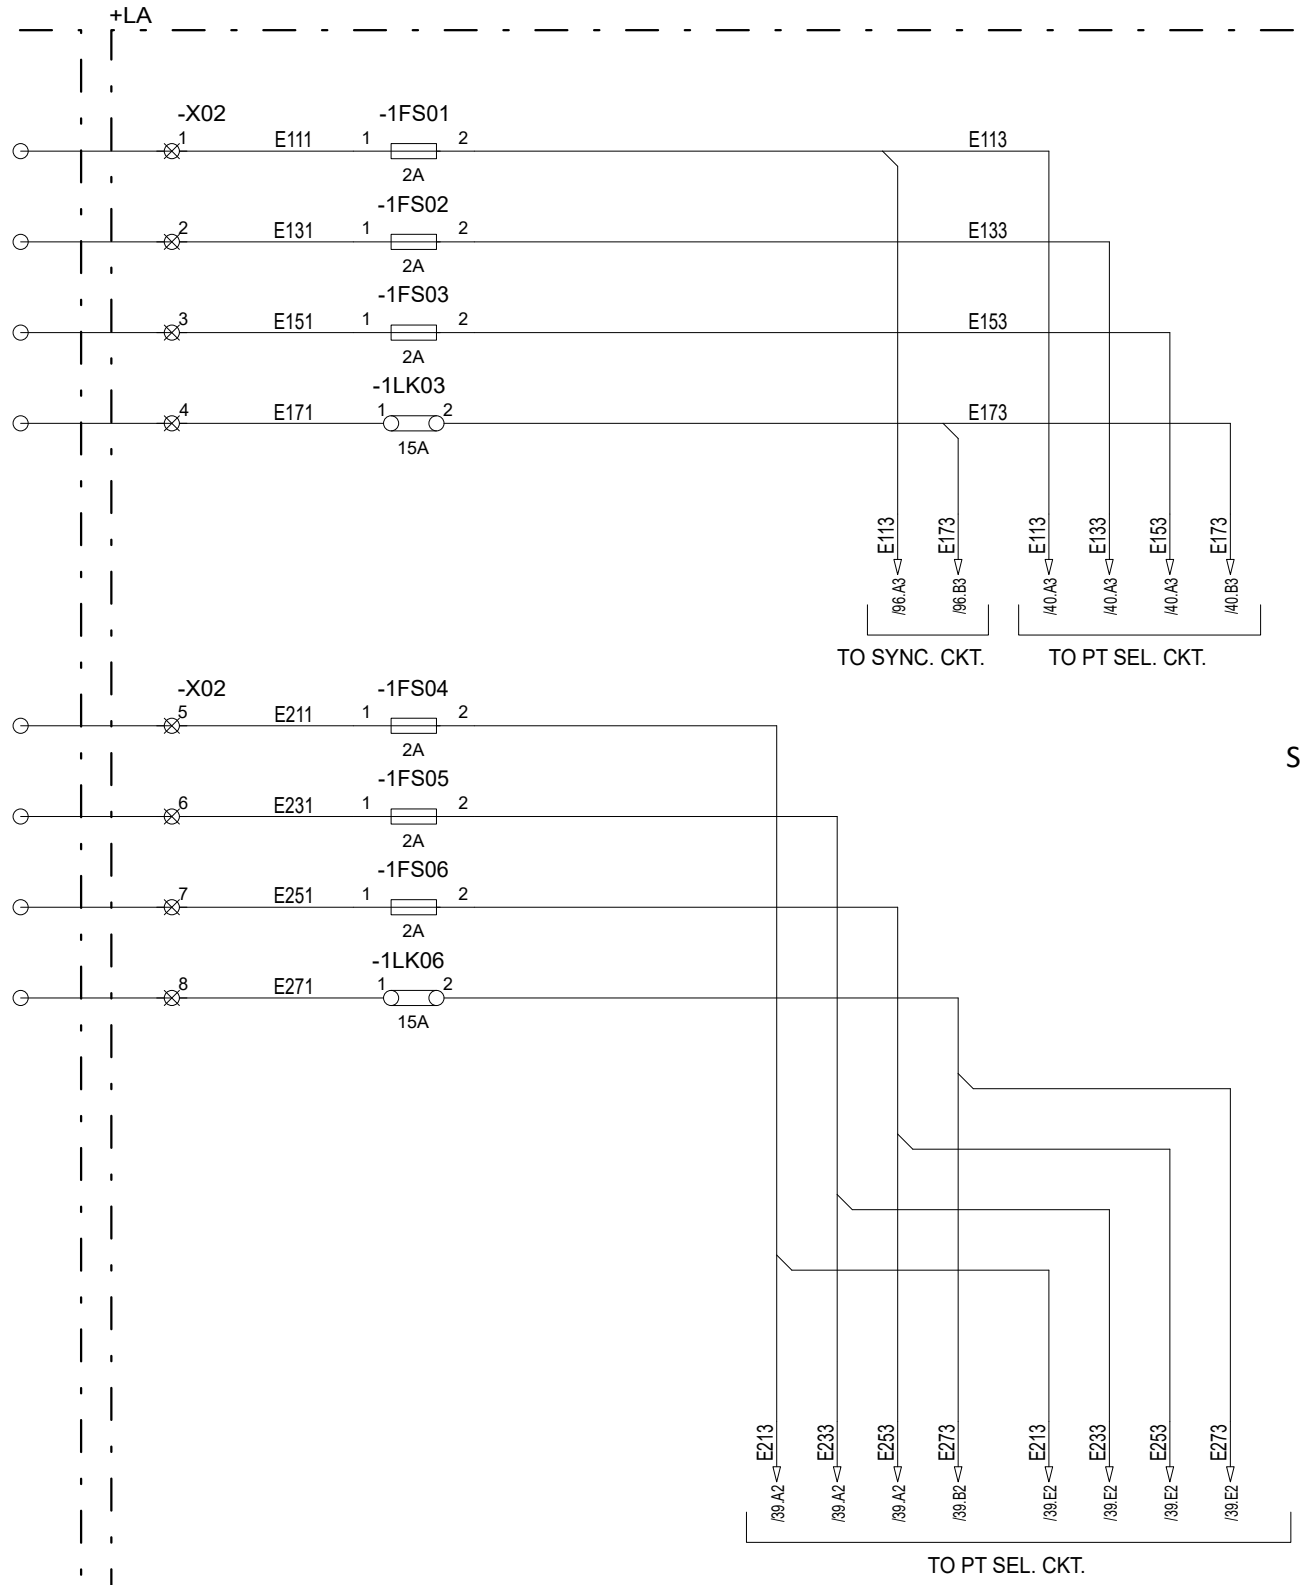 +LA
-X02 -1FS01
1 E111 1 2 E113
2A
-1FS02
2 E131 1 2 E133
2A
-1FS03
3 E151 1 2 E153
2A
-1LK03
4 E171 1 2 E173
15A
E113 E173 E113 E133 E153 E173
/96.A3 /96.B3 /40.A3 /40.A3 /40.A3 /40.B3
TO SYNC. CKT. TO PT SEL. CKT.
-X02 -1FS04
5 E211 1 2
2A
S
-1FS05
6 E231 1 2
2A
-1FS06
7 E251 1 2
2A
-1LK06
8 E271 1 2
15A
E213 E233 E253 E273 E213 E233 E253 E273
/39.A2 /39.A2 /39.A2 /39.B2 /39.E2 /39.E2 /39.E2 /39.E2
TO PT SEL. CKT.